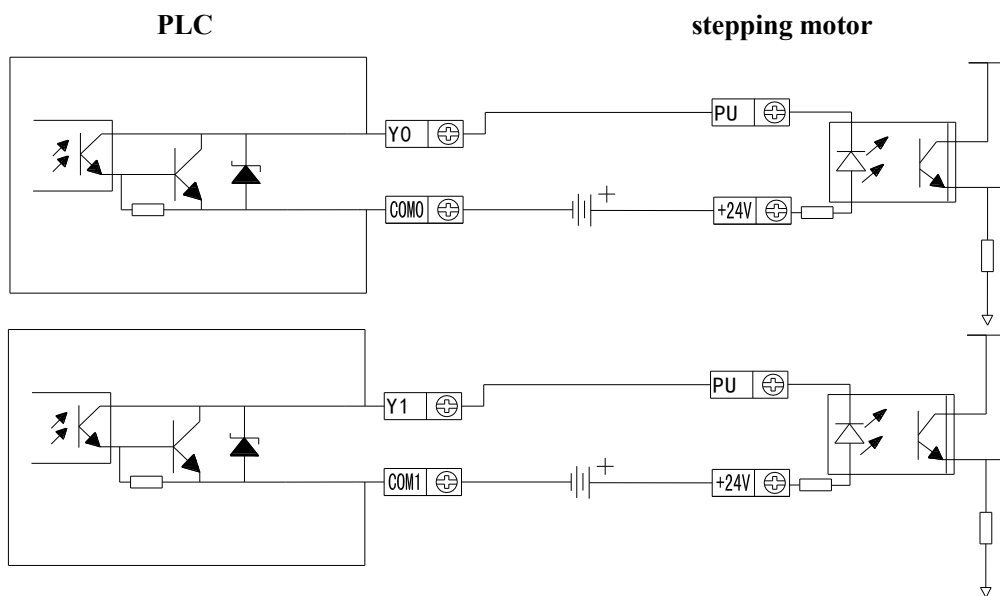 PLC stepping motor
Y0 PU
COM0 + +24V
Y1 PU
COM1 + +24V